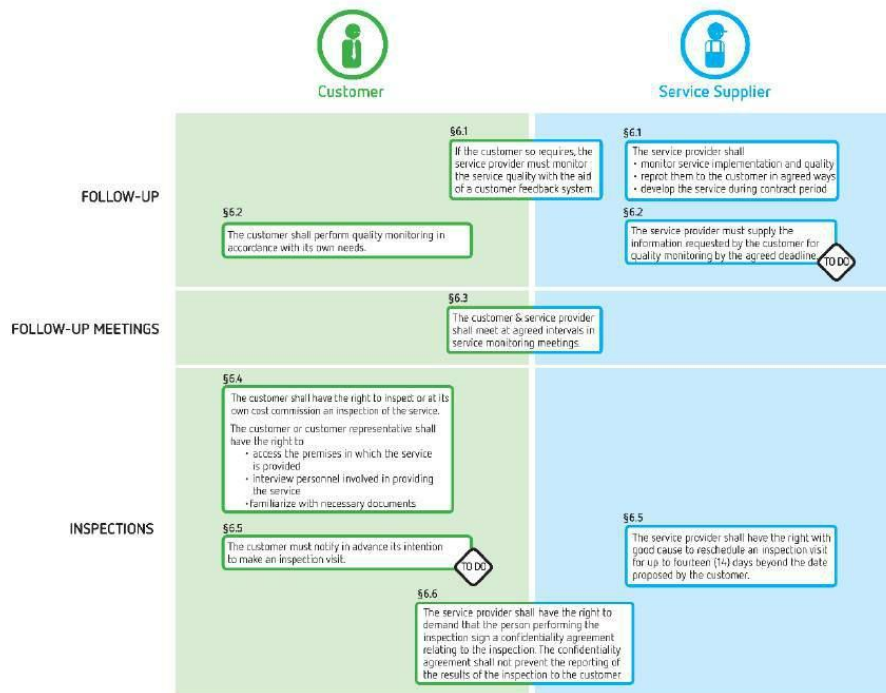 Customer
Service Supplier
FOLLOW-UP
§6.1
If the customer so requires, the
service provider must monitor
the service quality with the aid
of a customer feedback system.
§6.1
The service provider shall
• monitor service implementation and quality
• reprot them to the customer in agreed ways
• develop the service during contract period
§6.2
The customer shall perform quality monitoring in
accordance with its own needs.
§6.2
The service provider must supply the
information requested by the customer for
quality monitoring by the agreed deadline.
TO DO
FOLLOW-UP MEETINGS
§6.3
The customer & service provider
shall meet at agreed intervals in
service monitoring meetings.
INSPECTIONS
§6.4
The customer shall have the right to inspect or at its
own cost commission an inspection of the service.
The customer or customer representative shall
have the right to
• access the premises in which the service
is provided
• interview personnel involved in providing
the service
• familiarize with necessary documents
§6.5
The customer must notify in advance its intention
to make an inspection visit.
TO DO
§6.5
The service provider shall have the right with
good cause to reschedule an inspection visit
for up to fourteen (14) days beyond the date
proposed by the customer.
§6.6
The service provider shall have the right to
demand that the person performing the
inspection sign a confidentiality agreement
relating to the inspection. The confidentiality
agreement shall not prevent the reporting of
the results of the inspection to the customer